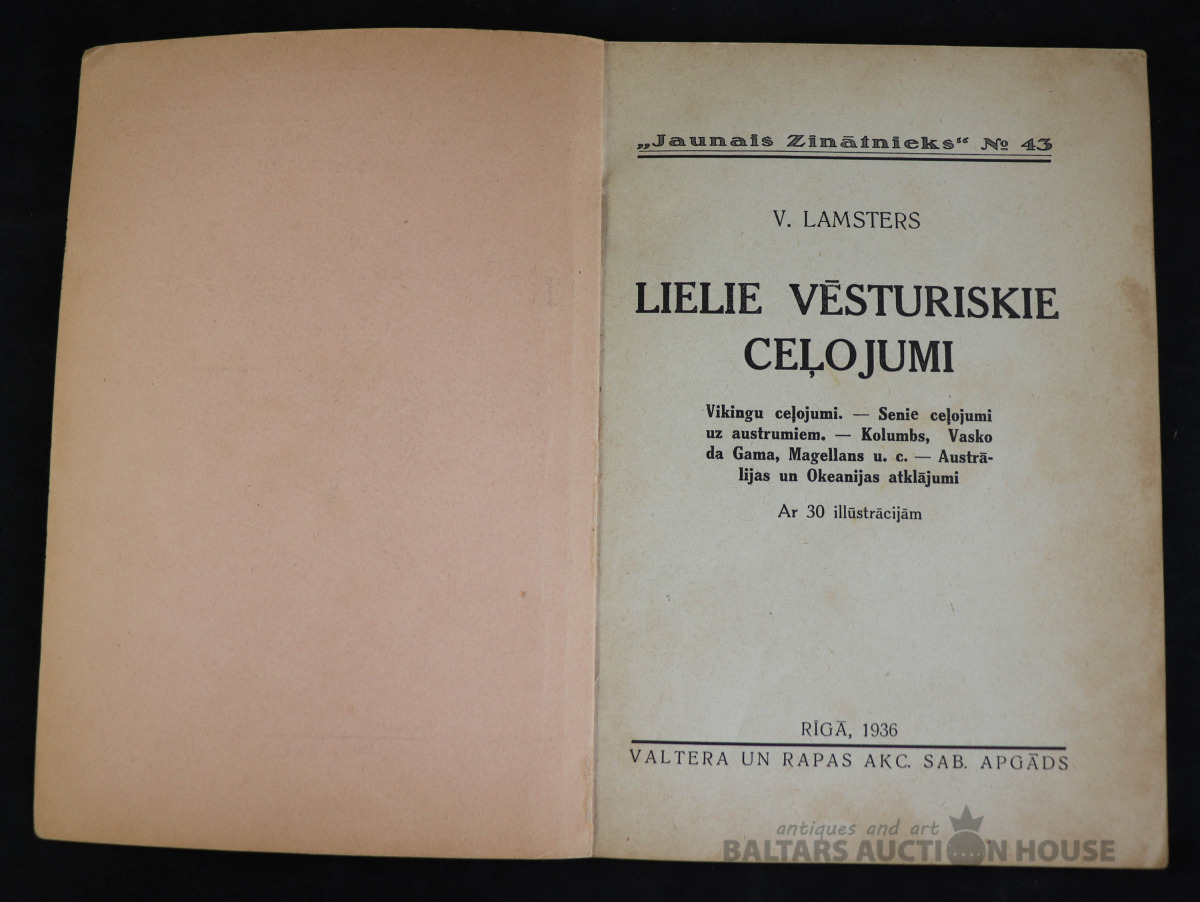 „Jaunais Zinātnieks“ № 43
V. LAMSTERS
LIELIE VĒSTURISKIE
CEĻOJUMI
Vikingu ceļojumi. — Senie ceļojumi
uz austrumiem. — Kolumbs, Vasko
da Gama, Magellans u. c. — Austrā-
lijas un Okeanijas atklājumi
Ar 30 illūstrācijām
RĪGĀ, 1936
VALTERA UN RAPAS AKC. SAB. APGĀDS
antiques and art
BALTARS AUCTION HOUSE